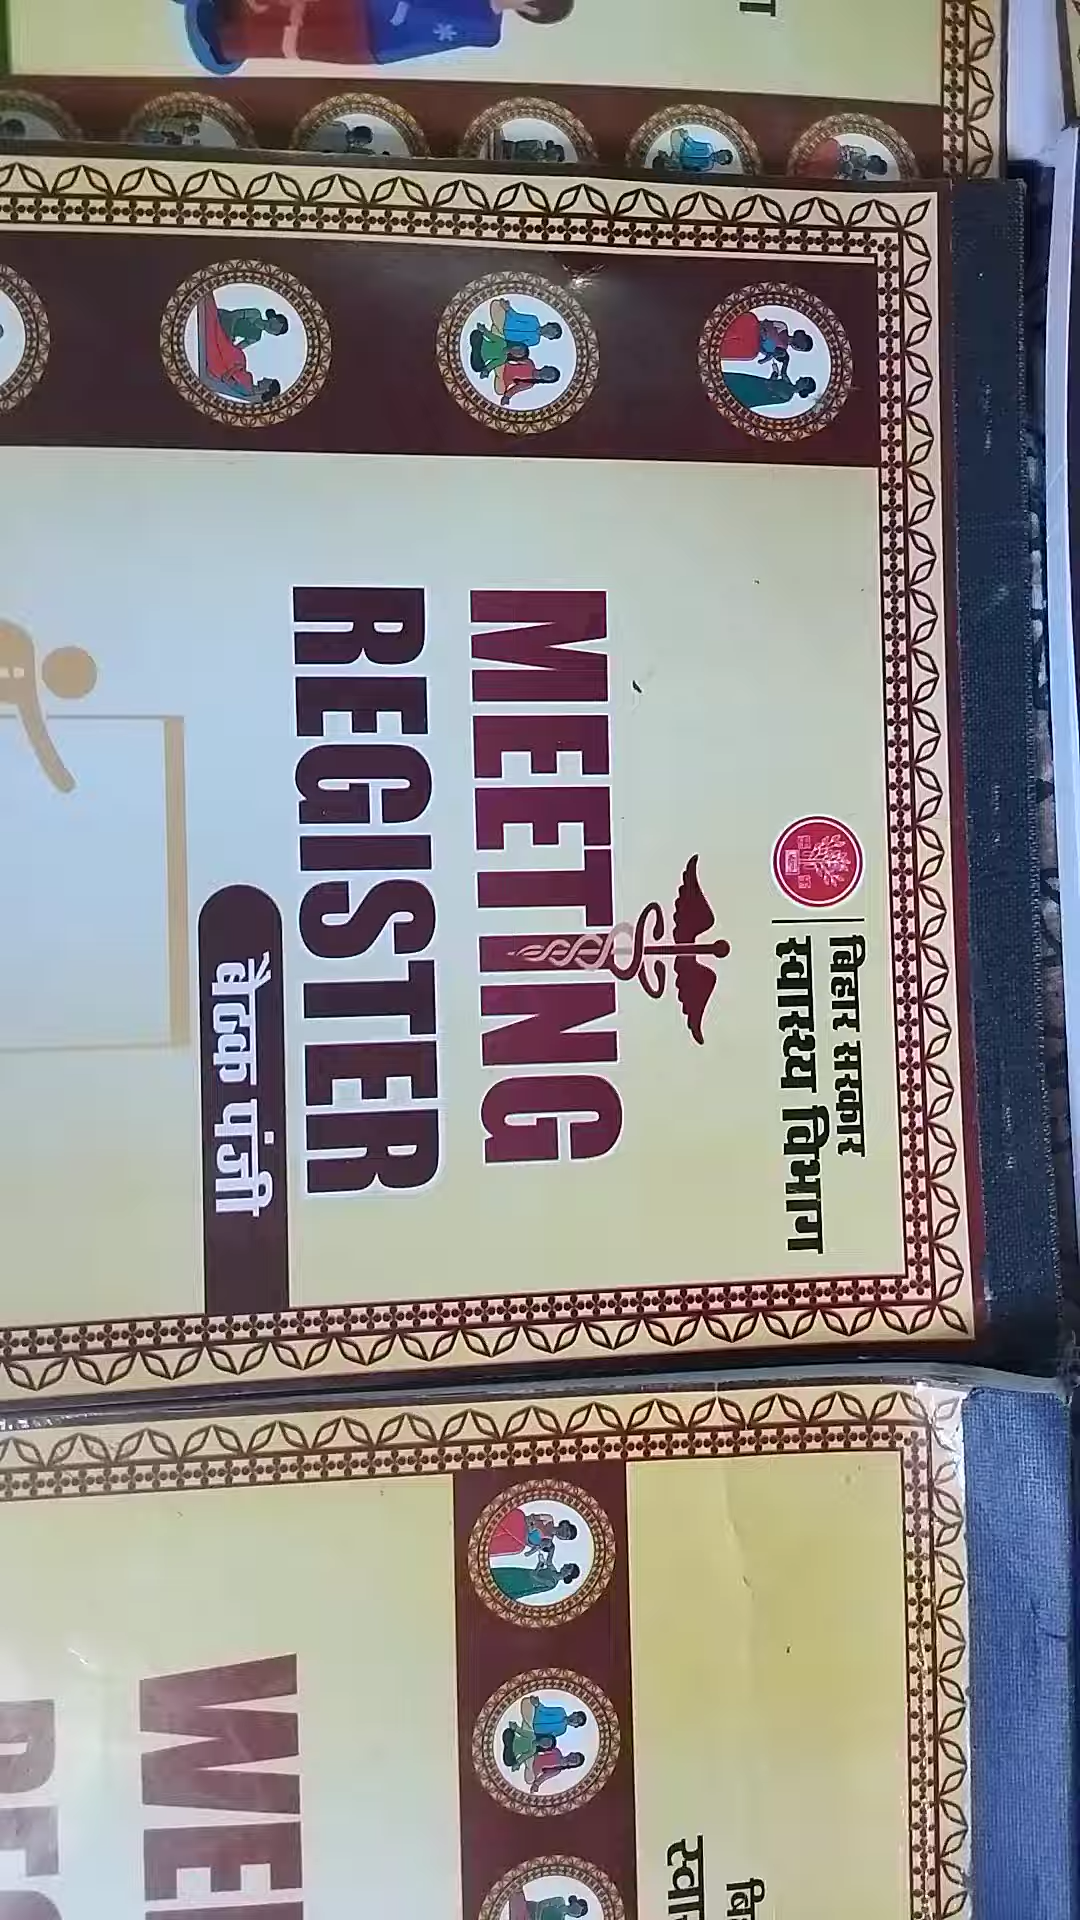 बिहार सरकार
स्वास्थ्य विभाग
MEETING
REGISTER
बैठक पंजी